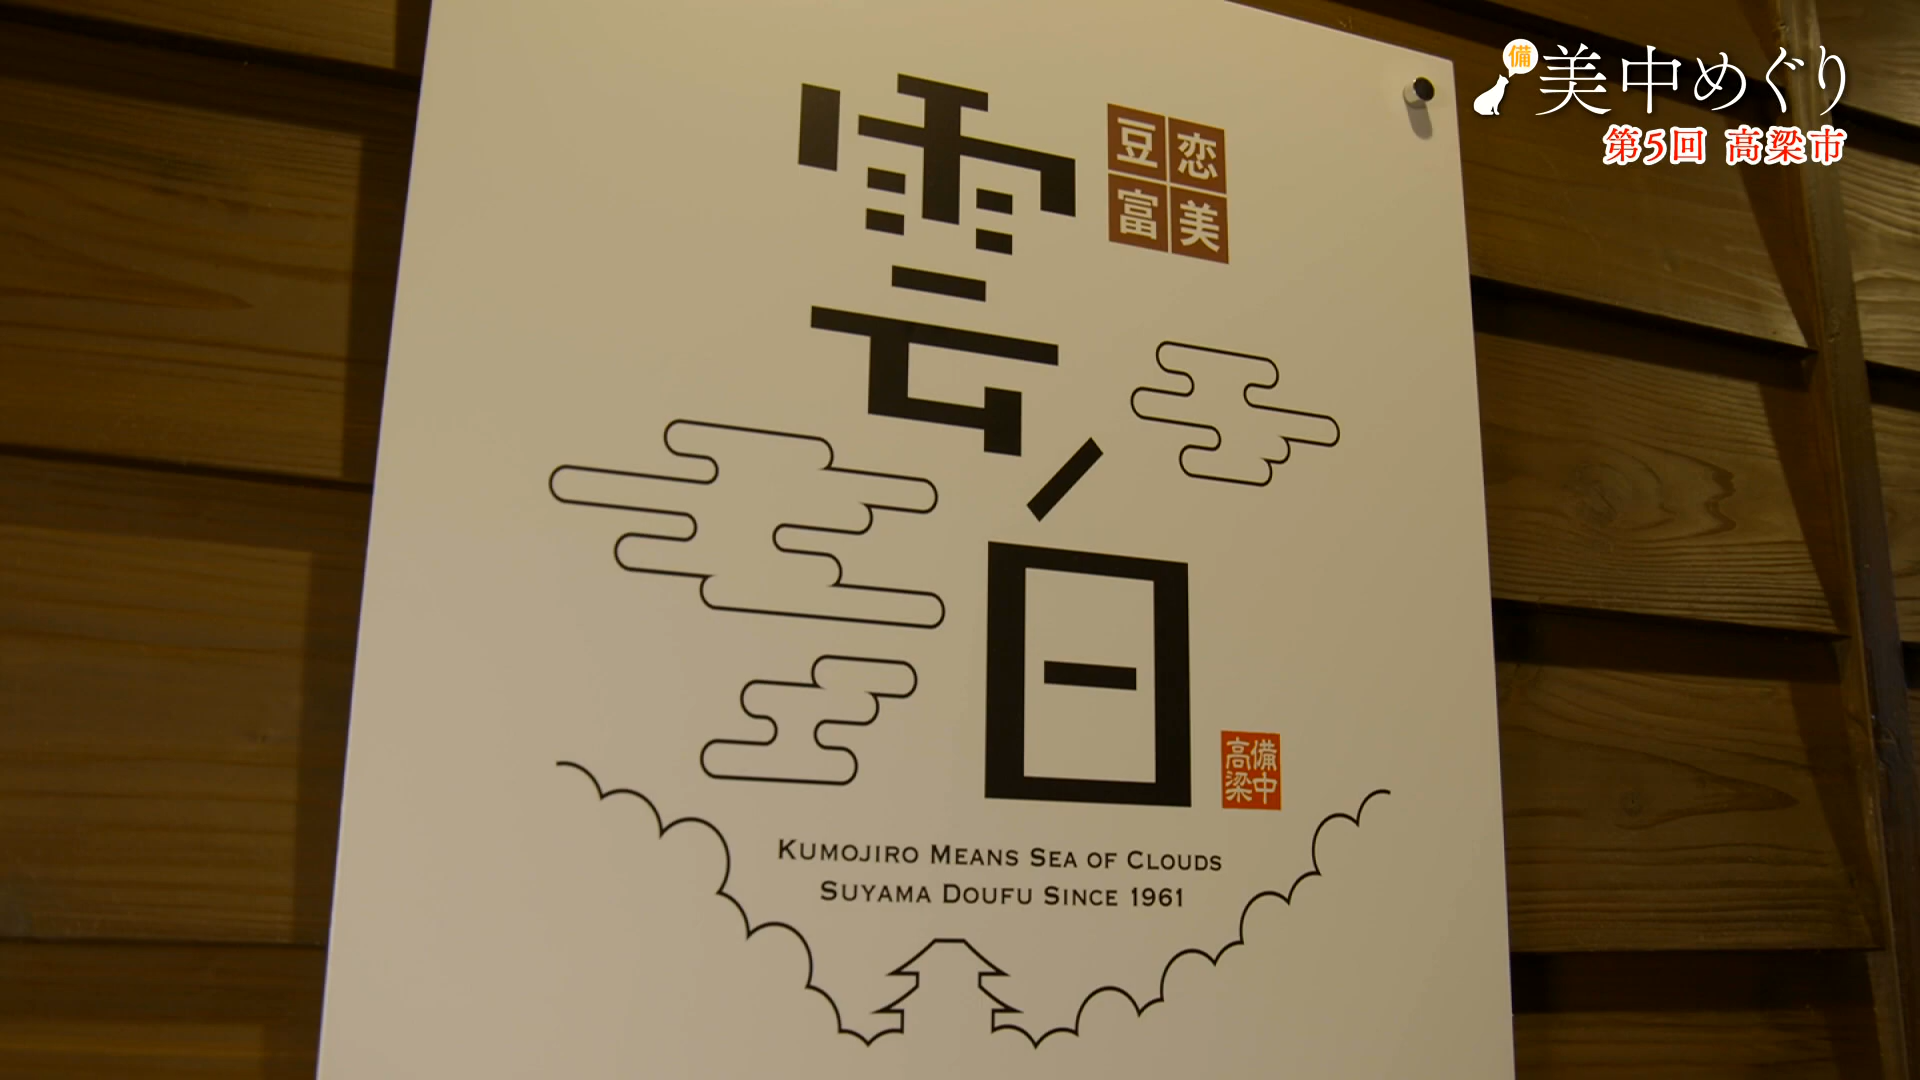 備
美中めぐり
第5回 高梁市
恋美
豆富
雲ノ白
備中
高梁
KUMOJIRO MEANS SEA OF CLOUDS
SUYAMA DOUFU SINCE 1961